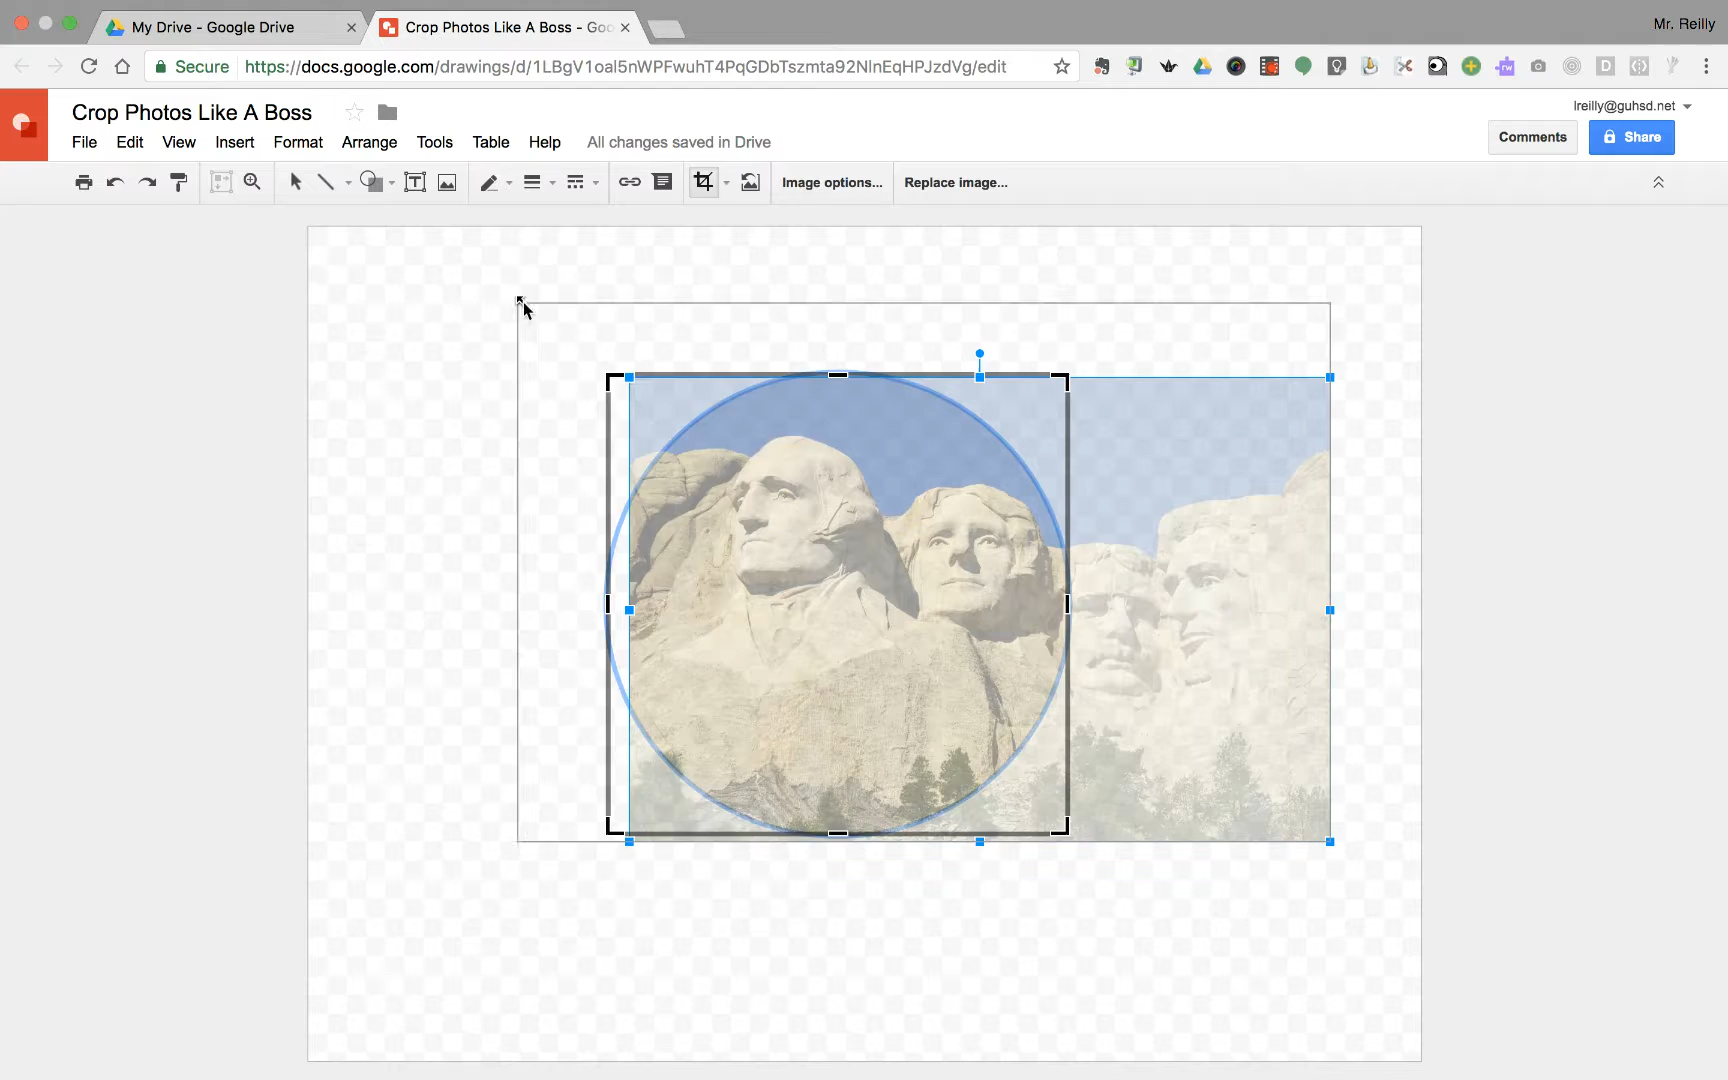 My Drive - Google Drive
Crop Photos Like A Boss - Goo
Mr. Reilly
Secure
https://docs.google.com/drawings/d/1LBgV1oal5nWPFwuhT4PqGDbTszmta92NlnEqHPJzdVg/edit
rw
D
Crop Photos Like A Boss
lreilly@guhsd.net
File Edit View Insert Format Arrange Tools Table Help All changes saved in Drive
Comments
Share
T
Image options...
Replace image...